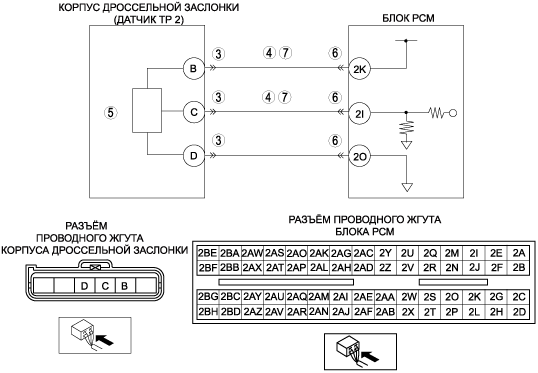 КОРПУС ДРОССЕЛЬНОЙ ЗАСЛОНКИ
(ДАТЧИК ТР 2)
БЛОК РСМ
B 3 4 7 6 2K
5 C 3 4 7 6 2I
D 3 6 2O
РАЗЪЁМ
ПРОВОДНОГО ЖГУТА
КОРПУСА ДРОССЕЛЬНОЙ ЗАСЛОНКИ
D C B
РАЗЪЁМ ПРОВОДНОГО ЖГУТА
БЛОКА РСМ
2BE 2BA 2AW 2AS 2AO 2AK 2AG 2AC 2Y 2U 2Q 2M 2I 2E 2A
2BF 2BB 2AX 2AT 2AP 2AL 2AH 2AD 2Z 2V 2R 2N 2J 2F 2B
2BG 2BC 2AY 2AU 2AQ 2AM 2AI 2AE 2AA 2W 2S 2O 2K 2G 2C
2BH 2BD 2AZ 2AV 2AR 2AN 2AJ 2AF 2AB 2X 2T 2P 2L 2H 2D